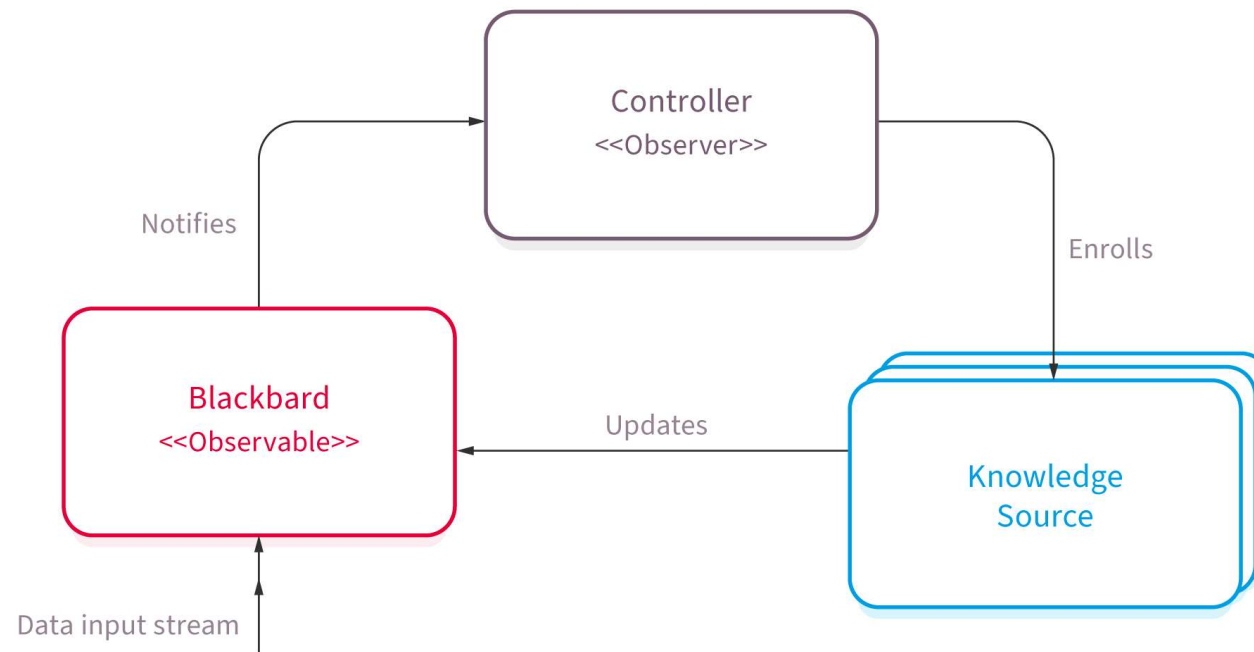 Controller
<<Observer>>
Notifies
Enrolls
Blackbard
<<Observable>>
Updates
Knowledge
Source
Data input stream